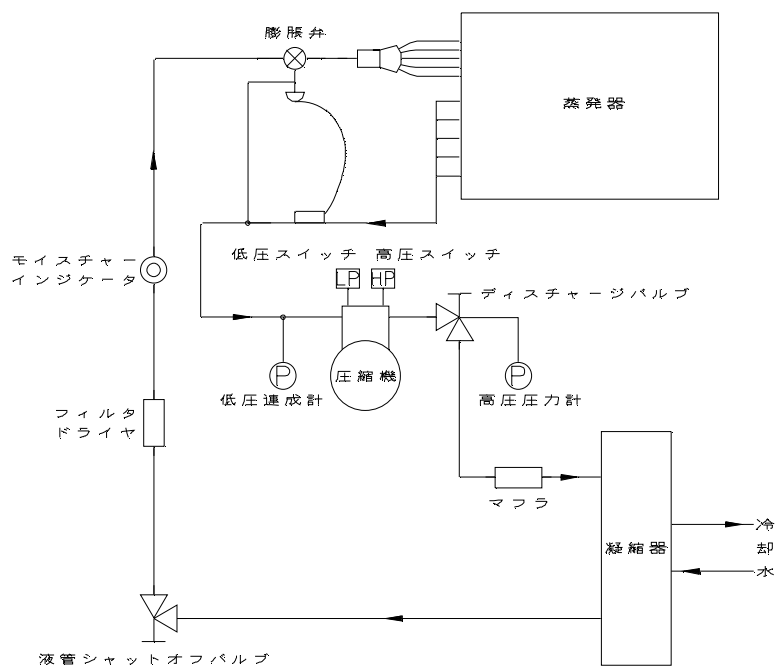 膨脹弁
蒸発器
低圧スイッチ
高圧スイッチ
モイスチャー
インジケータ
LP
HP
ディスチャージバルブ
P
圧縮機
P
低圧連成計
高圧圧力計
フィルタ
ドライヤ
マフラ
凝縮器
冷
却
水
液管シャットオフバルブ